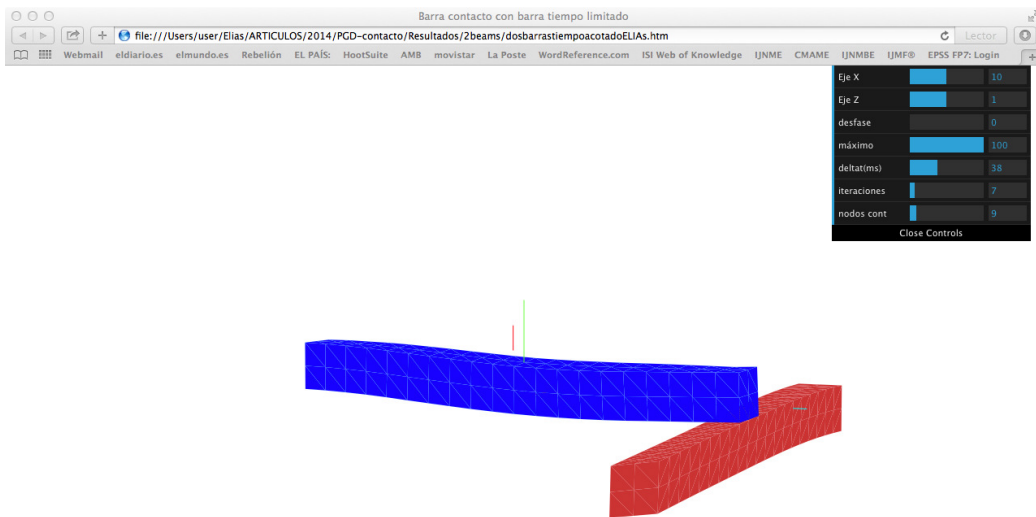 Barra contacto con barra tiempo limitado
file:///Users/user/Elias/ARTICULOS/2014/PGD-contacto/Resultados/2beams/dosbarrastiempoacotadoELIAs.htm
Lector
Webmail eldiario.es elmundo.es Rebelión EL PAÍS: HootSuite AMB movistar La Poste WordReference.com ISI Web of Knowledge IJNME CMAME IJNMBE IJMF® EPSS FP7: Login
Eje X 10
Eje Z 1
desfase 0
máximo 100
deltat(ms) 38
iteraciones 7
nodos cont 9
Close Controls